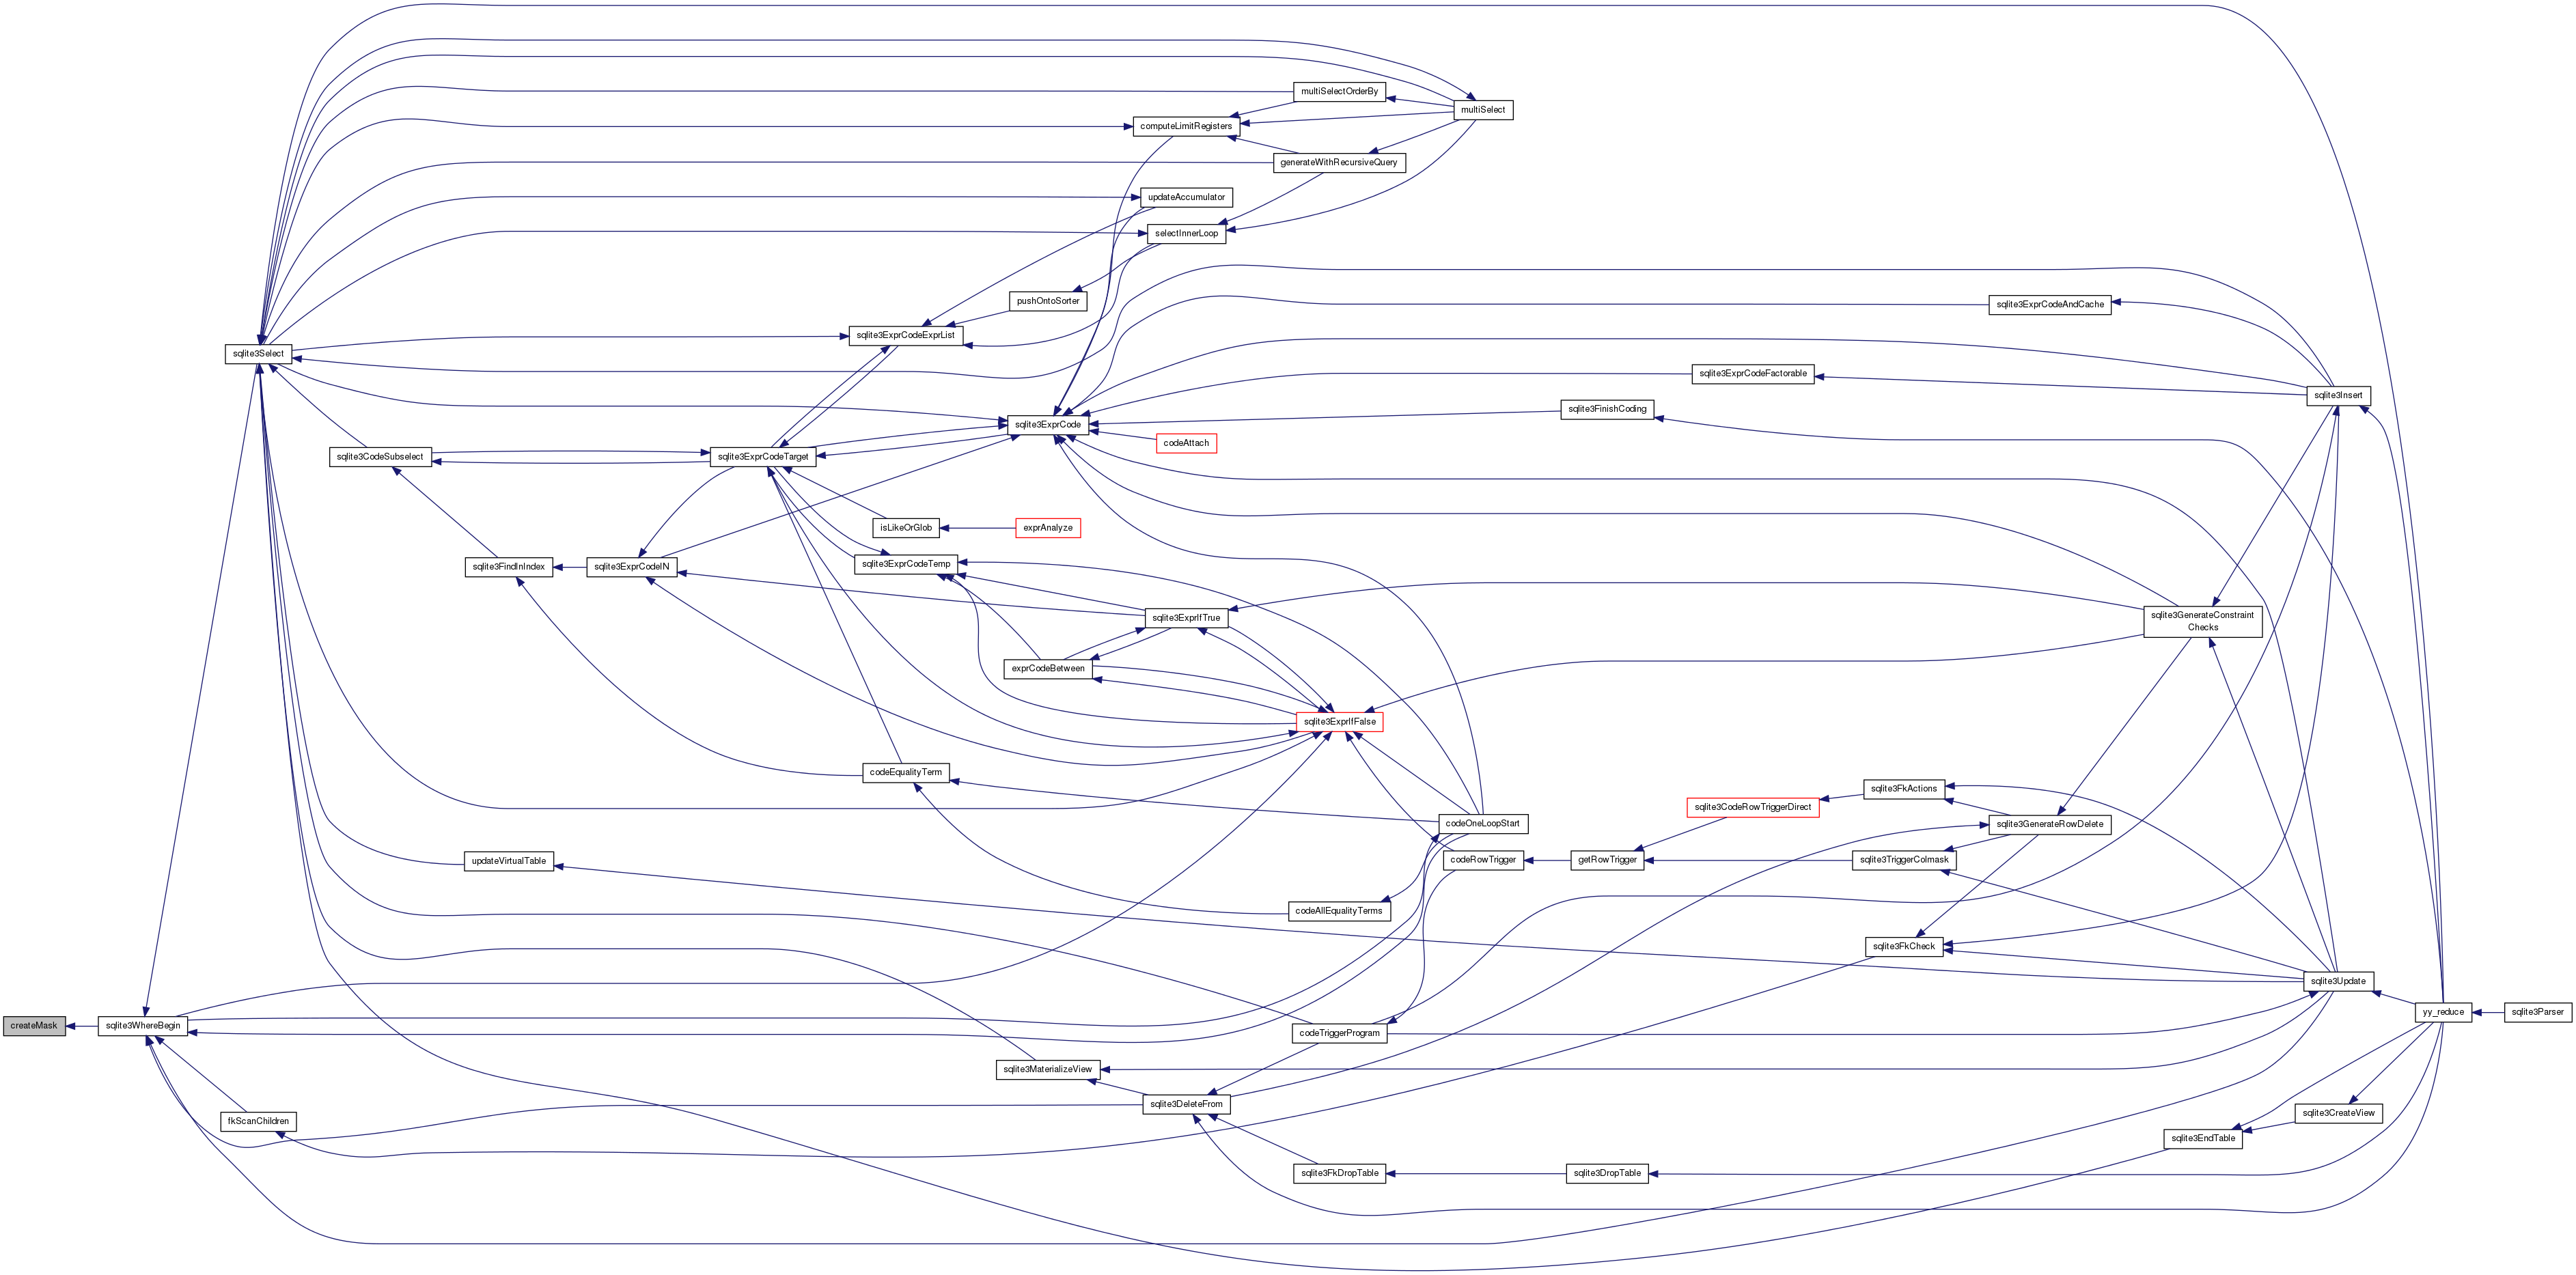 multiSelectOrderBy
multiSelect
computeLimitRegisters
generateWithRecursiveQuery
updateAccumulator
selectInnerLoop
pushOntoSorter
sqlite3ExprCodeAndCache
sqlite3ExprCodeExprList
sqlite3Select
sqlite3ExprCodeFactorable
sqlite3Insert
sqlite3FinishCoding
sqlite3ExprCode
codeAttach
sqlite3CodeSubselect
sqlite3ExprCodeTarget
isLikeOrGlob
exprAnalyze
sqlite3FindInIndex
sqlite3ExprCodeIN
sqlite3ExprCodeTemp
sqlite3ExprIfTrue
sqlite3GenerateConstraint
Checks
exprCodeBetween
sqlite3ExprIfFalse
codeEqualityTerm
sqlite3FkActions
sqlite3CodeRowTriggerDirect
codeOneLoopStart
sqlite3GenerateRowDelete
updateVirtualTable
codeRowTrigger
getRowTrigger
sqlite3TriggerColmask
codeAllEqualityTerms
sqlite3FkCheck
sqlite3Update
createMask
sqlite3WhereBegin
codeTriggerProgram
yy_reduce
sqlite3Parser
sqlite3MaterializeView
sqlite3DeleteFrom
sqlite3CreateView
fkScanChildren
sqlite3EndTable
sqlite3FkDropTable
sqlite3DropTable